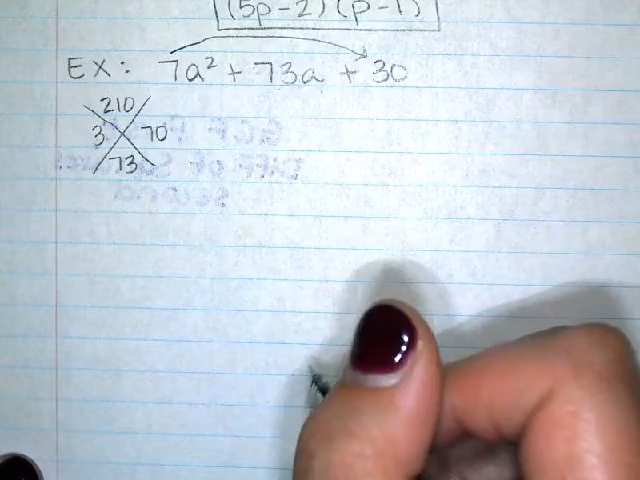 (5p-2)(p-1)
EX: 7a² + 73a + 30
210
3 70
73